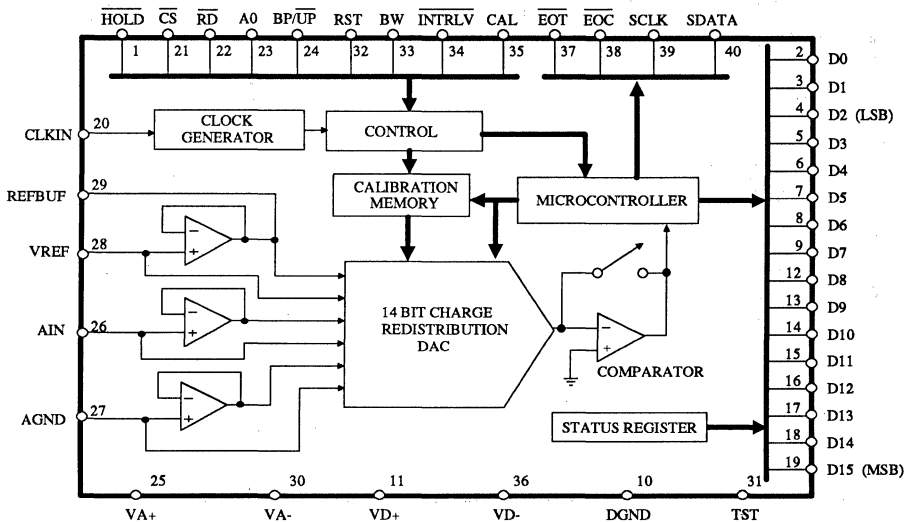 HOLD CS RD A0 BP/UP RST BW INTRLV CAL EOT EOC SCLK SDATA
1 21 22 23 24 32 33 34 35 37 38 39 40
2 D0
3 D1
4 D2 (LSB)
5 D3
6 D4
7 D5
8 D6
9 D7
12 D8
13 D9
14 D10
15 D11
16 D12
17 D13
18 D14
19 D15 (MSB)
CLKIN 20
CLOCK
GENERATOR
CONTROL
REFBUF 29
CALIBRATION
MEMORY
MICROCONTROLLER
VREF 28
- +
AIN 26
- +
14 BIT CHARGE
REDISTRIBUTION
DAC
- +
COMPARATOR
AGND 27
- +
STATUS REGISTER
25 30 11 36 10 31
VA+ VA- VD+ VD- DGND TST